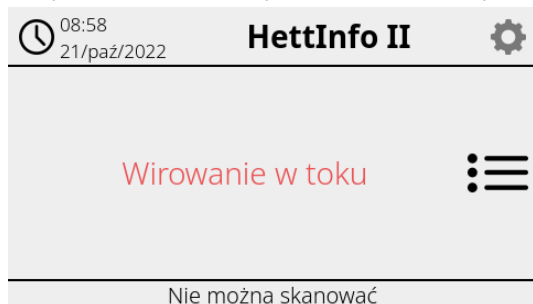 08:58
21/paź/2022
HettInfo II
Wirowanie w toku
Nie można skanować